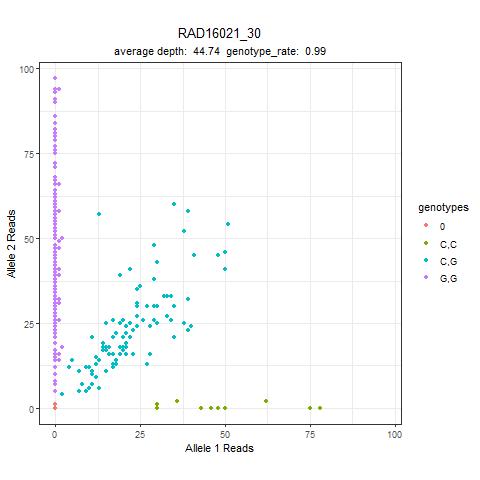 RAD16021_30
average depth:  44.74  genotype_rate:  0.99
100
75
50
25
0
Allele 2 Reads
0
25
50
75
100
Allele 1 Reads
genotypes
0
C,C
C,G
G,G